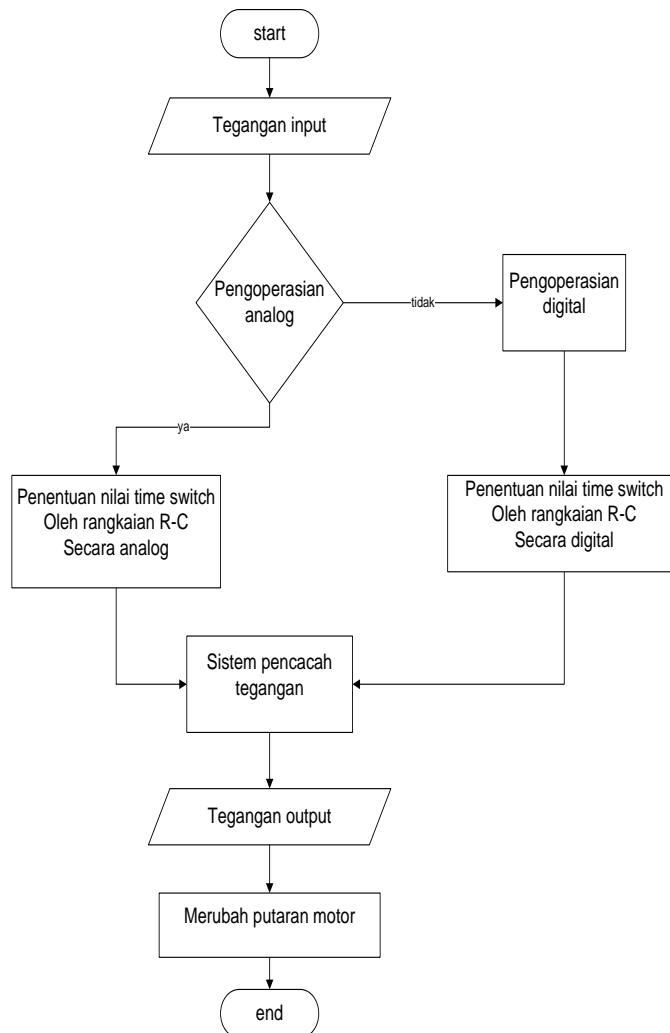 start
Tegangan input
Pengoperasian
analog
tidak
Pengoperasian
digital
ya
Penentuan nilai time switch
Oleh rangkaian R-C
Secara analog
Penentuan nilai time switch
Oleh rangkaian R-C
Secara digital
Sistem pencacah
tegangan
Tegangan output
Merubah putaran motor
end